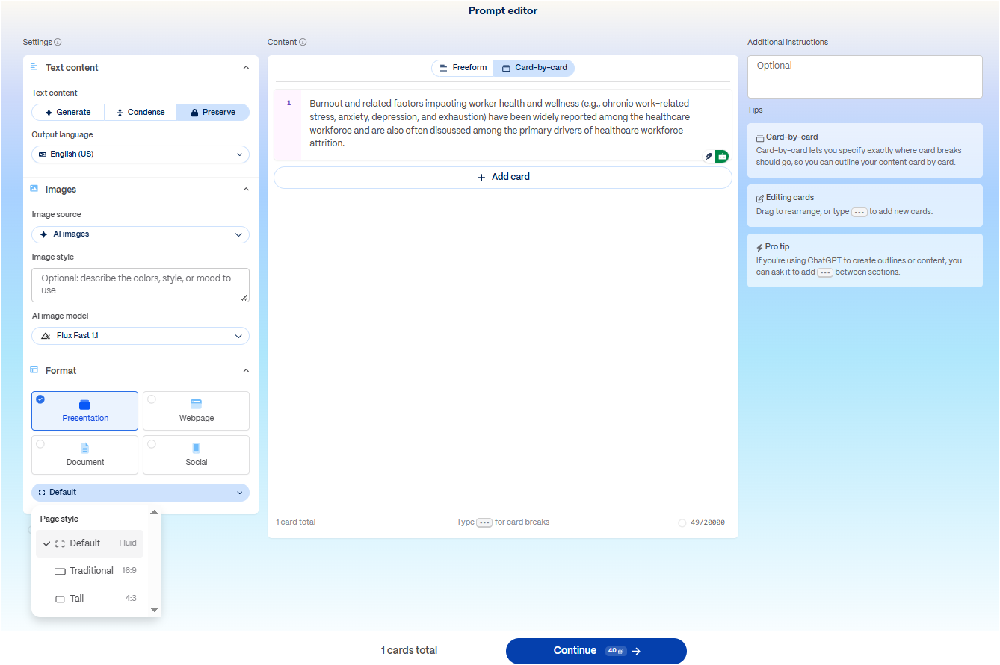 Prompt editor
Settings
Text content
Text content
Generate
Condense
Preserve
Output language
English (US)
Images
Image source
AI images
Image style
Optional: describe the colors, style, or mood to
use
AI image model
Flux Fast 1.1
Format
Presentation
Webpage
Document
Social
Default
Page style
Default Fluid
Traditional 16:9
Tall 4:3
Content
Freeform
Card-by-card
1
Burnout and related factors impacting worker health and wellness (e.g., chronic work-related
stress, anxiety, depression, and exhaustion) have been widely reported among the healthcare
workforce and are also often discussed among the primary drivers of healthcare workforce
attrition.
+ Add card
1 card total
Type --- for card breaks
49/20000
Additional instructions
Optional
Tips
Card-by-card
Card-by-card lets you specify exactly where card breaks
should go, so you can outline your content card by card.
Editing cards
Drag to rearrange, or type --- to add new cards.
Pro tip
If you're using ChatGPT to create outlines or content, you
can ask it to add --- between sections.
1 cards total
Continue 40